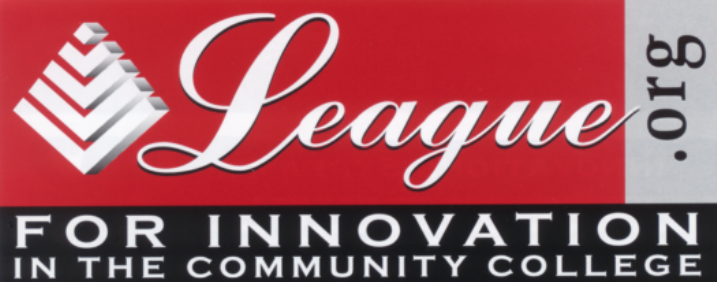 League .org
FOR INNOVATION
IN THE COMMUNITY COLLEGE